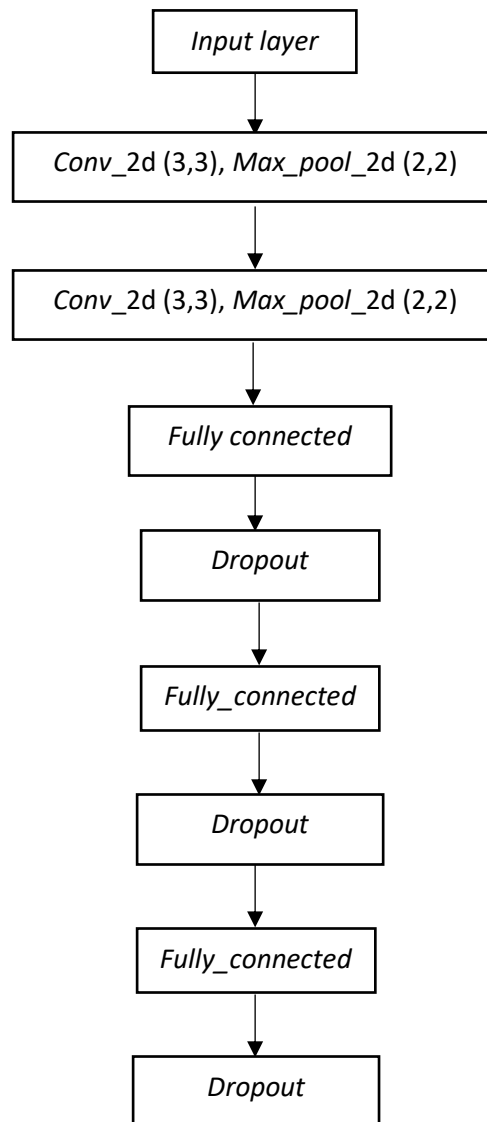 Input layer
Conv_2d (3,3), Max_pool_2d (2,2)
Conv_2d (3,3), Max_pool_2d (2,2)
Fully connected
Dropout
Fully_connected
Dropout
Fully_connected
Dropout